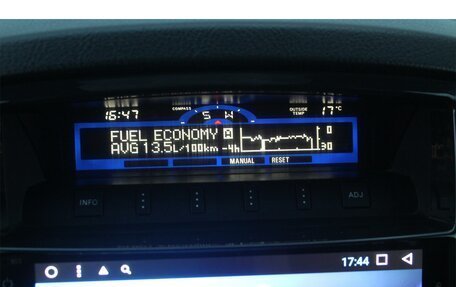 COMPASS
16:47 S W OUTSIDE TEMP 17°C
FUEL ECONOMY 0
AVG 13.5L/100km -4h 30
MANUAL RESET
INFO ADJ
17:44